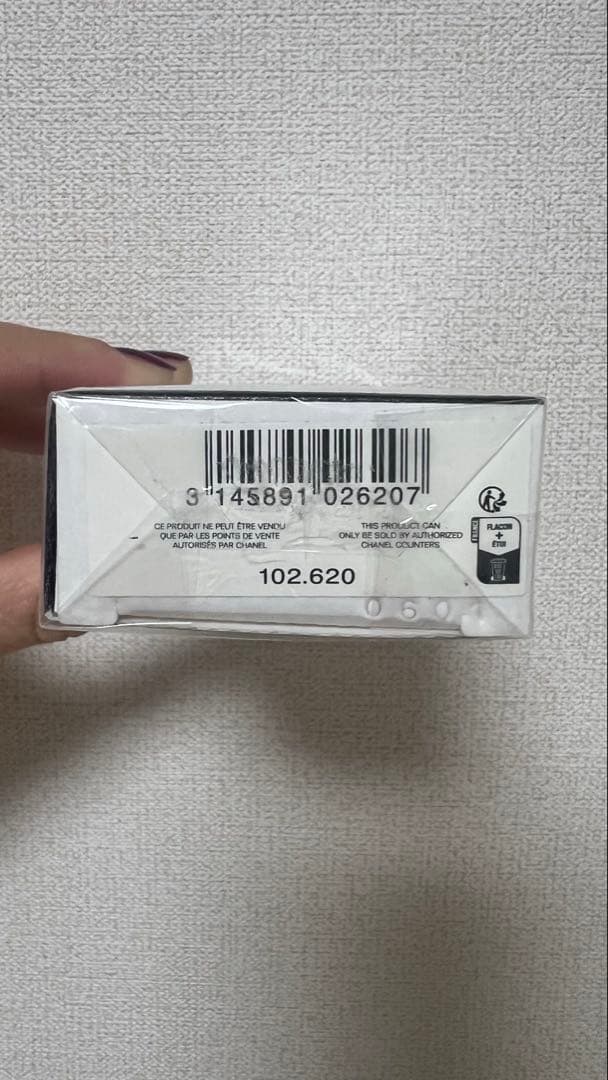 3 145891 026207
CE PRODUIT NE PEUT ÊTRE VENDU
QUE PAR LES POINTS DE VENTE
AUTORISÉS PAR CHANEL
THIS PRODUCT CAN
ONLY BE SOLD BY AUTHORIZED
CHANEL COUNTERS
FRANCE
FLACON
+
ÉTUI
102.620